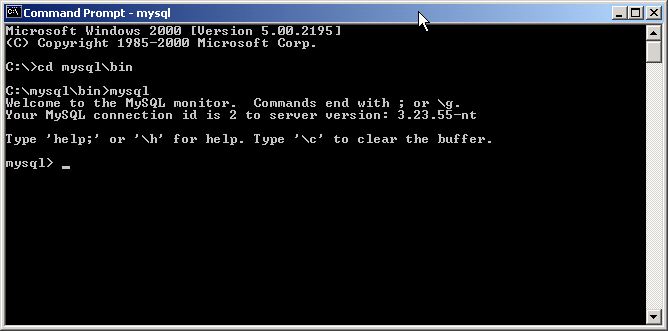 Command Prompt - mysql
Microsoft Windows 2000 [Version 5.00.2195]
(C) Copyright 1985-2000 Microsoft Corp.
C:\>cd mysql\bin
C:\mysql\bin>mysql
Welcome to the MySQL monitor.  Commands end with ; or \g.
Your MySQL connection id is 2 to server version: 3.23.55-nt
Type 'help;' or '\h' for help. Type '\c' to clear the buffer.
mysql> _